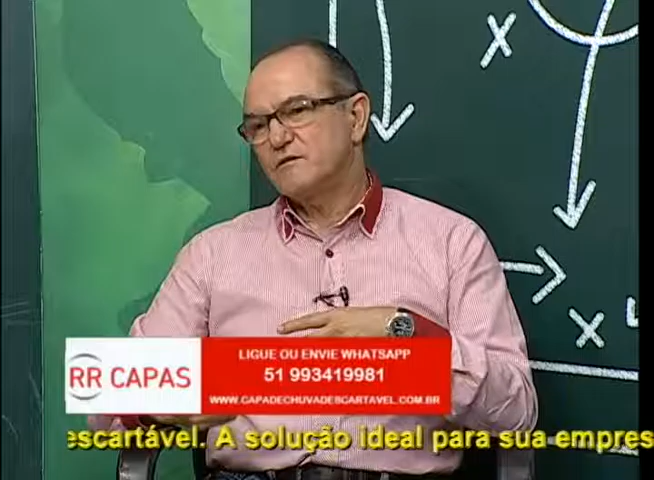 RR CAPAS
LIGUE OU ENVIE WHATSAPP
51 993419981
WWW.CAPADECHUVADESCARTAVEL.COM.BR
escartável. A solução ideal para sua empres